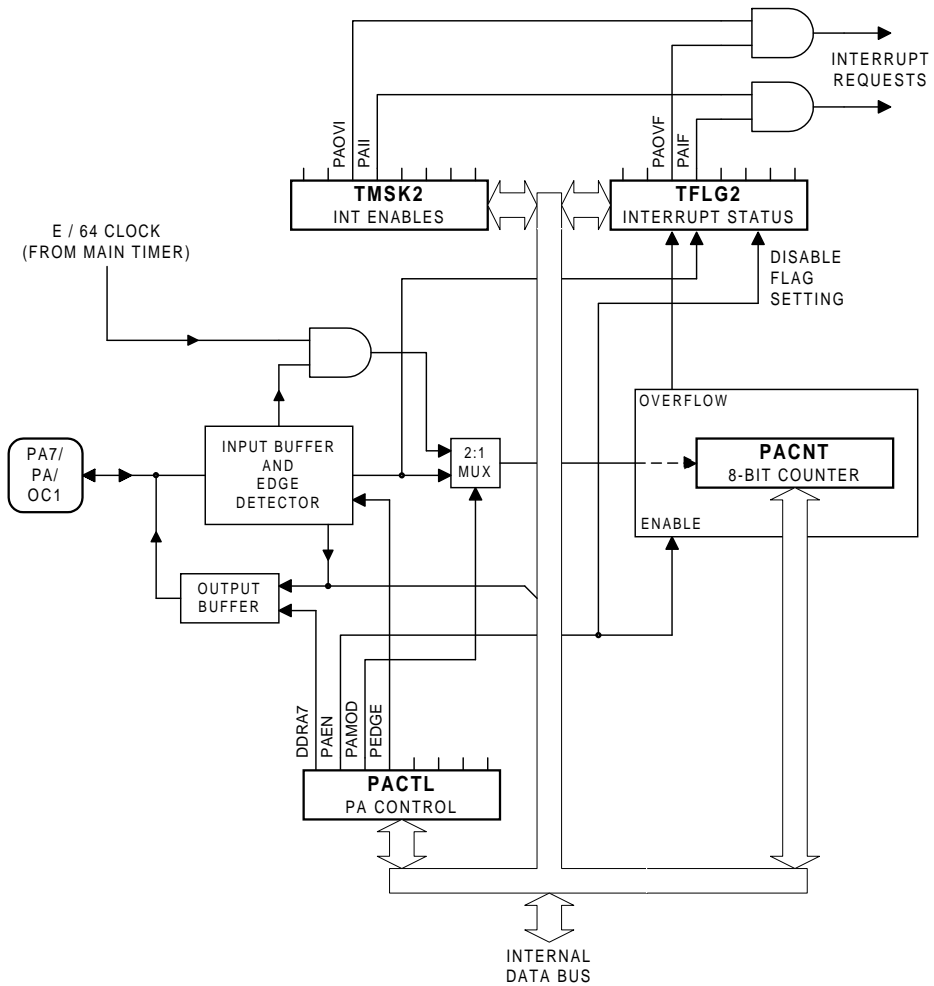 INTERRUPT
REQUESTS
PAOVI
PAII
PAOVF
PAIF
TMSK2
INT ENABLES
TFLG2
INTERRUPT STATUS
E / 64 CLOCK
(FROM MAIN TIMER)
DISABLE
FLAG
SETTING
OVERFLOW
PACNT
8-BIT COUNTER
ENABLE
PA7/
PA/
OC1
INPUT BUFFER
AND
EDGE
DETECTOR
2:1
MUX
OUTPUT
BUFFER
DDRA7
PAEN
PAMOD
PEDGE
PACTL
PA CONTROL
INTERNAL
DATA BUS